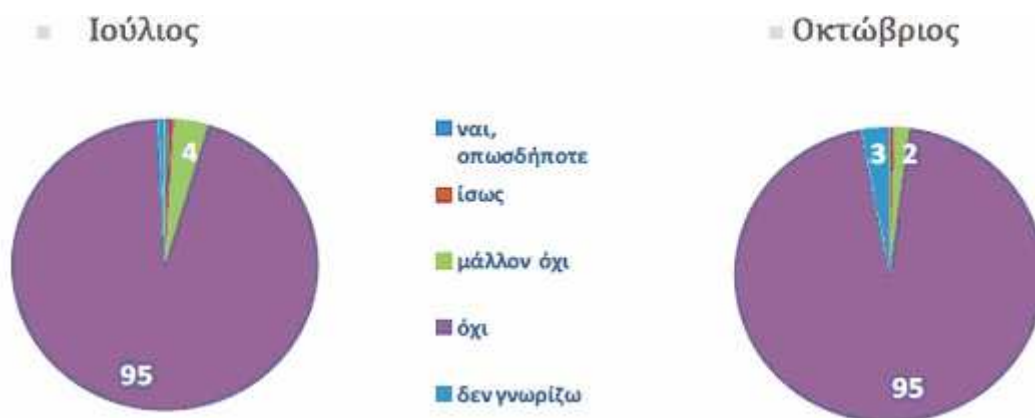 Ιούλιος
Οκτώβριος
4
95
ναι,
οπωσδήποτε
ίσως
μάλλον όχι
όχι
δεν γνωρίζω
3
2
95